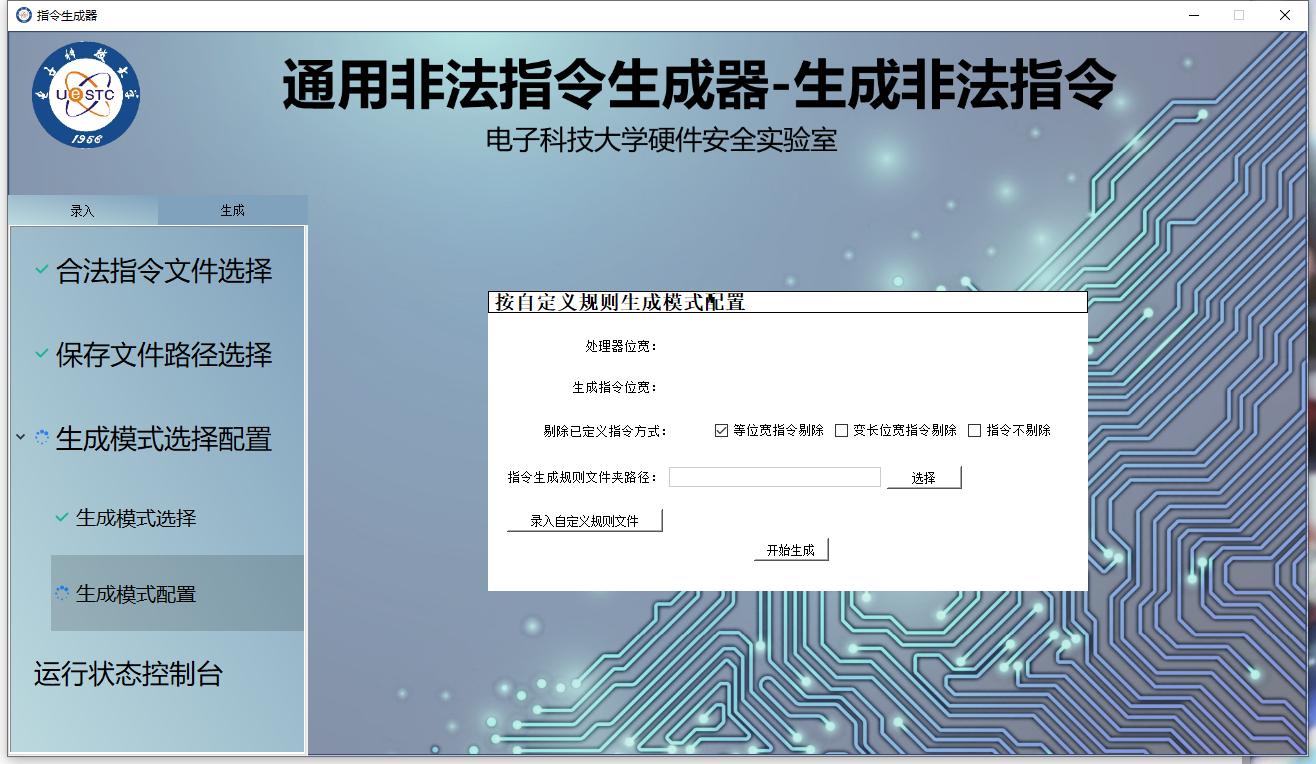 指令生成器
UeSTC
1956
通用非法指令生成器-生成非法指令
电子科技大学硬件安全实验室
录入
生成
合法指令文件选择
保存文件路径选择
生成模式选择配置
生成模式选择
生成模式配置
运行状态控制台
按自定义规则生成模式配置
处理器位宽：
生成指令位宽：
剔除已定义指令方式： 等位宽指令剔除 变长位宽指令剔除 指令不剔除
指令生成规则文件夹路径： 选择
录入自定义规则文件
开始生成